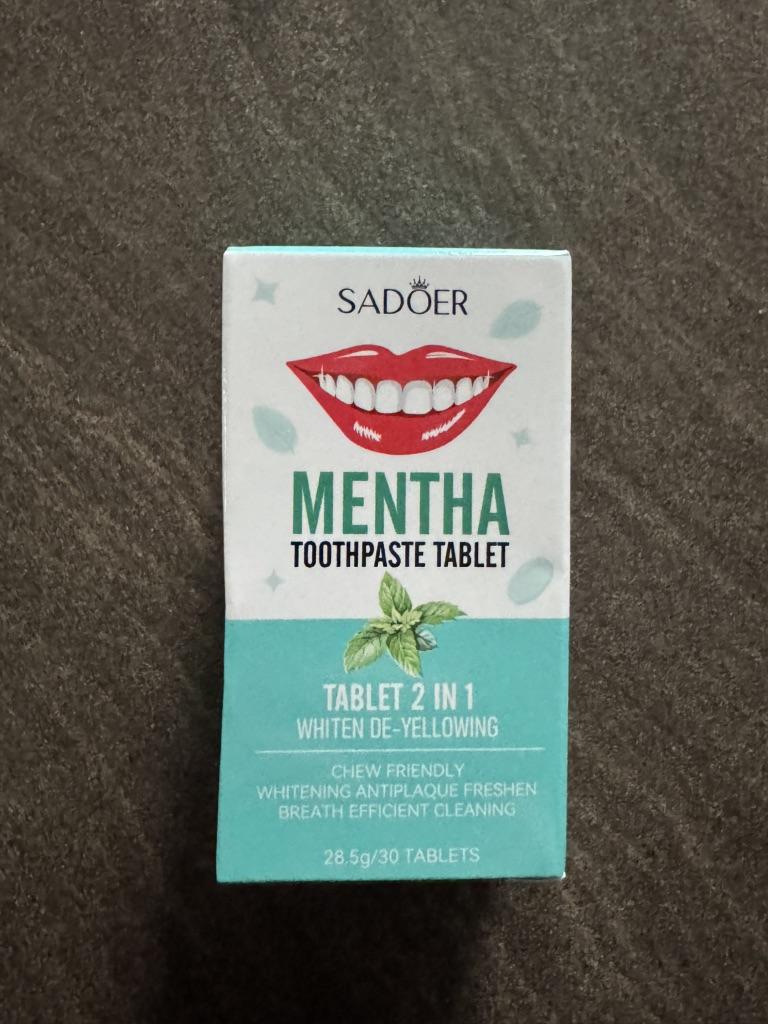 SADOER
MENTHA
TOOTHPASTE TABLET
TABLET 2 IN 1
WHITEN DE-YELLOWING
CHEW FRIENDLY
WHITENING ANTIPLAQUE FRESHEN
BREATH EFFICIENT CLEANING
28.5g/30 TABLETS